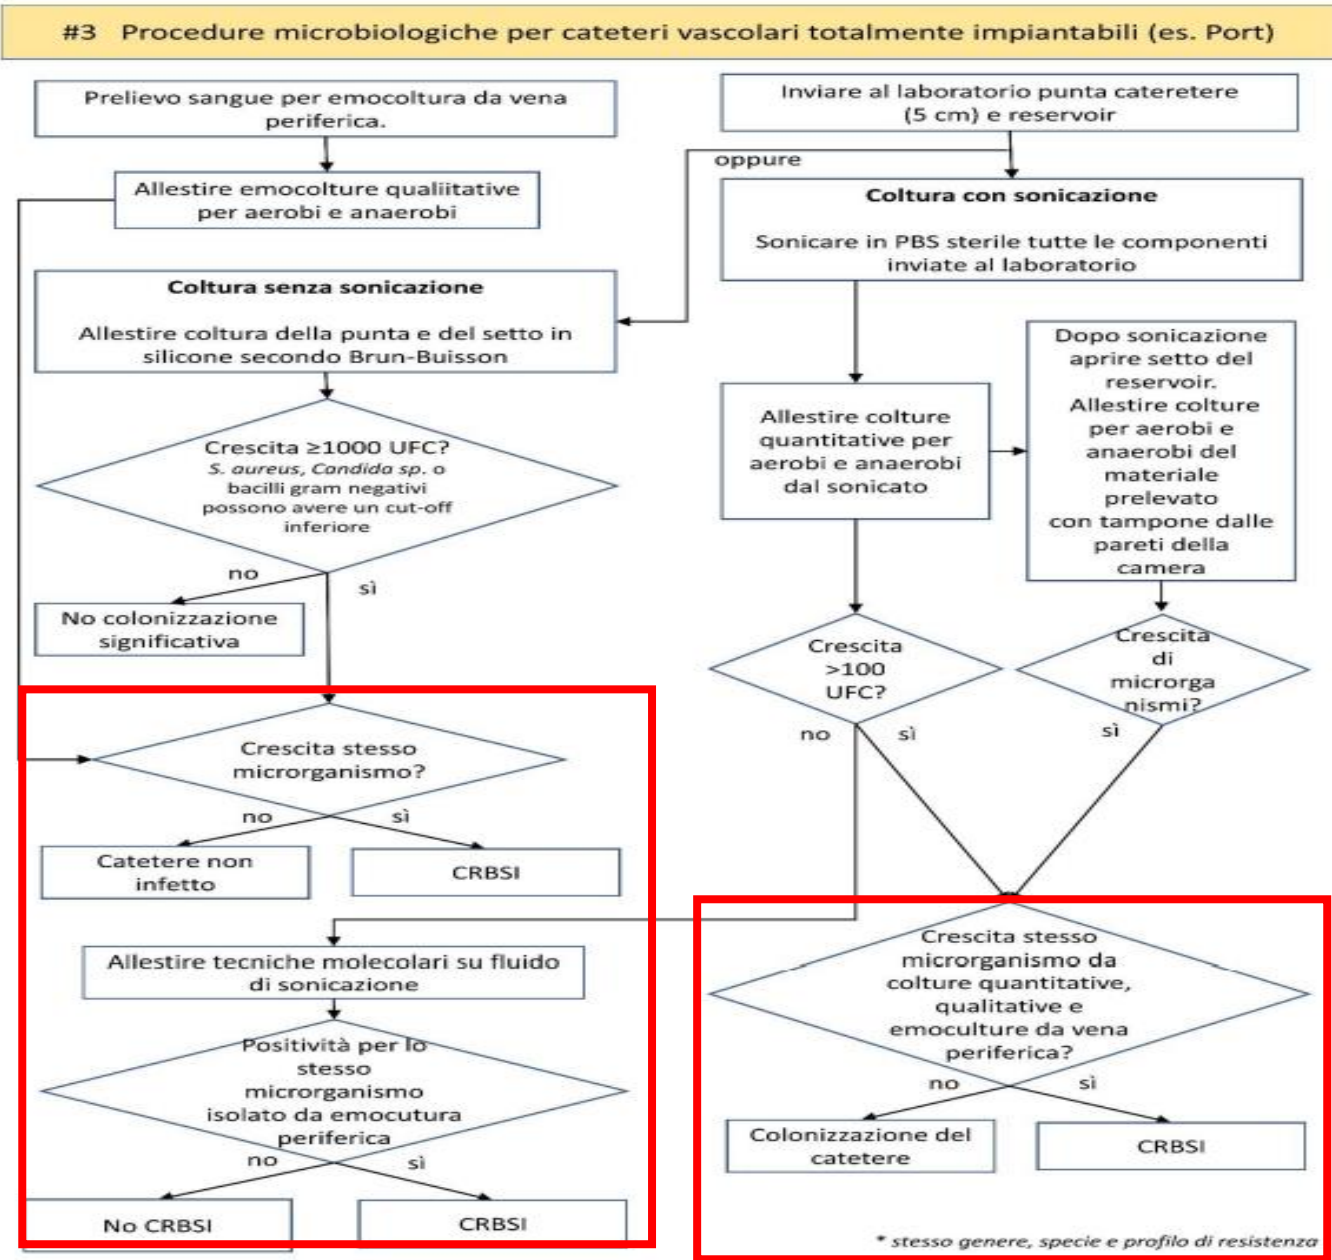 #3 Procedure microbiologiche per cateteri vascolari totalmente impiantabili (es. Port)
Prelievo sangue per emocoltura da vena
periferica.
Inviare al laboratorio punta cateretere
(5 cm) e reservoir
oppure
Allestire emocolture qualiitative
per aerobi e anaerobi
Coltura con sonicazione
Sonicare in PBS sterile tutte le componenti
inviate al laboratorio
Coltura senza sonicazione
Allestire coltura della punta e del setto in
silicone secondo Brun-Buisson
Dopo sonicazione
aprire setto del
reservoir.
Allestire colture
per aerobi e
anaerobi del
materiale
prelevato
con tampone dalle
pareti della
camera
Allestire colture
quantitative per
aerobi e anaerobi
dal sonicato
Crescita ≥1000 UFC?
S. aureus, Candida sp. o
bacilli gram negativi
possono avere un cut-off
inferiore
no
sì
No colonizzazione
significativa
Crescita
>100
UFC?
Crescita
di
microrga
nismi?
no
sì
sì
Crescita stesso
microrganismo?
no
sì
Catetere non
infetto
CRBSI
Allestire tecniche molecolari su fluido
di sonicazione
Positività per lo
stesso
microrganismo
isolato da emocutura
periferica
no
sì
No CRBSI
CRBSI
Crescita stesso
microrganismo da
colture quantitative,
qualitative e
emoculture da vena
periferica?
no
sì
Colonizzazione del
catetere
CRBSI
* stesso genere, specie e profilo di resistenza